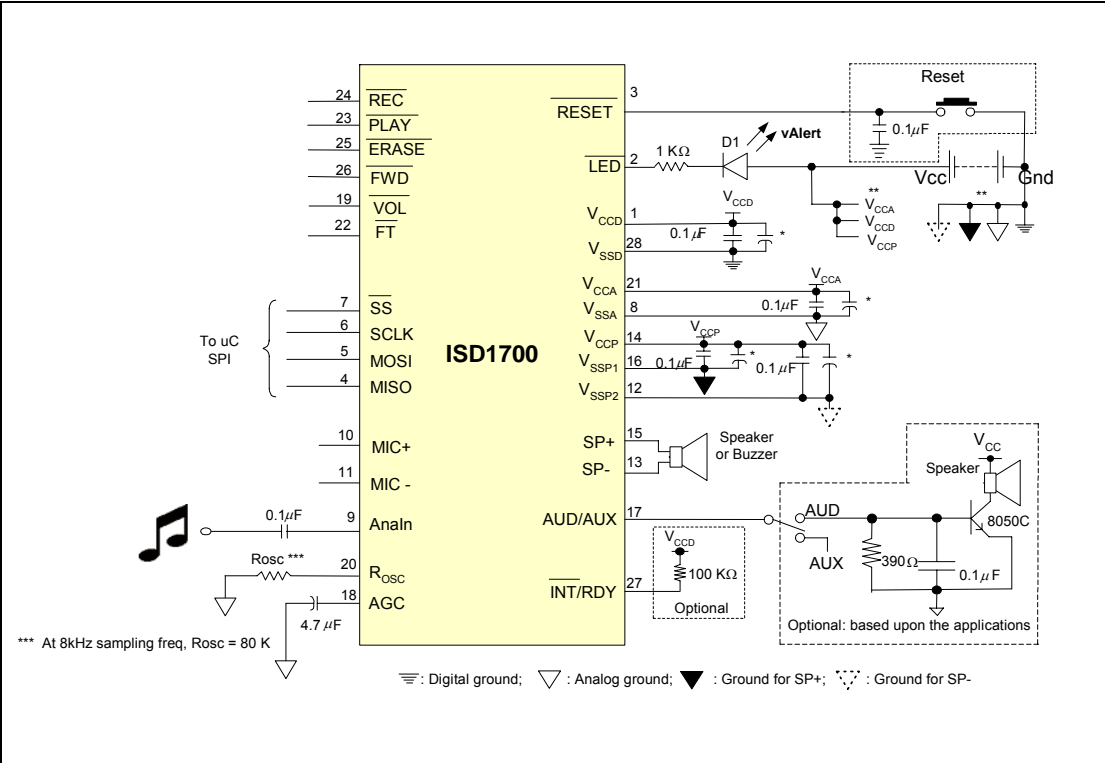 24
REC
23
PLAY
25
ERASE
26
FWD
19
VOL
22
FT
7
SS
6
SCLK
5
MOSI
4
MISO
To uC
SPI
10
MIC+
11
MIC -
0.1µF
9
AnaIn
Rosc ***
20
ROSC
18
AGC
4.7 µF
*** At 8kHz sampling freq, Rosc = 80 K
ISD1700
3
RESET
Reset
0.1µF
D1
vAlert
1 KΩ
2
LED
Vcc
Gnd
**
VCCA
VCCD
VCCP
**
VCCD
1
VCCD
0.1 µF
*
28
VSSD
VCCA
21
VCCA
0.1µF
*
8
VSSA
VCCP
14
VCCP
0.1µF
*
0.1 µF
*
16
VSSP1
12
VSSP2
15
SP+
13
SP-
Speaker
or Buzzer
17
AUD/AUX
AUD
AUX
VCC
Speaker
8050C
390Ω
0.1µF
Optional: based upon the applications
VCCD
100 KΩ
27
INT/RDY
Optional
: Digital ground;
: Analog ground;
: Ground for SP+;
: Ground for SP-